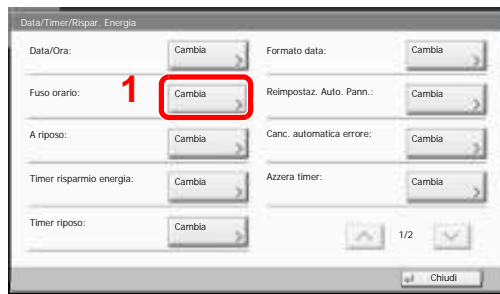 Data/Timer/Rispar. Energia
Data/Ora: Cambia Formato data: Cambia
Fuso orario: 1 Cambia Reimpostaz. Auto. Pann.: Cambia
A riposo: Cambia Canc. automatica errore: Cambia
Timer risparmio energia: Cambia Azzera timer: Cambia
Timer riposo: Cambia 1/2
Chiudi